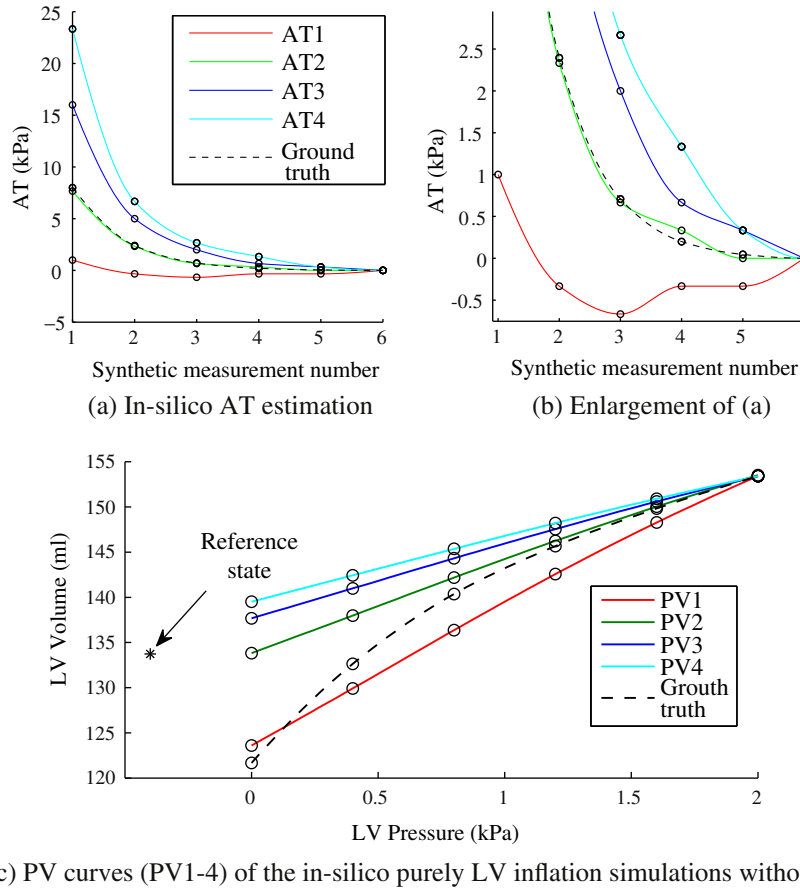 25
20
15
10
5
0
−5
AT (kPa)
1 2 3 4 5 6
Synthetic measurement number
AT1
AT2
AT3
AT4
Ground
truth
(a) In-silico AT estimation
2.5
2
1.5
1
0.5
0
-0.5
AT (kPa)
1 2 3 4 5
Synthetic measurement number
(b) Enlargement of (a)
155
150
145
140
135
130
125
120
LV Volume (ml)
Reference
state
0 0.5 1 1.5 2
LV Pressure (kPa)
PV1
PV2
PV3
PV4
Grouth
truth
c) PV curves (PV1-4) of the in-silico purely LV inflation simulations witho